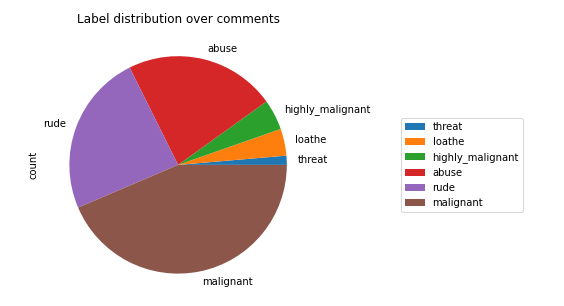 Label distribution over comments
abuse
highly_malignant
rude
loathe
threat
count
malignant
threat
loathe
highly_malignant
abuse
rude
malignant